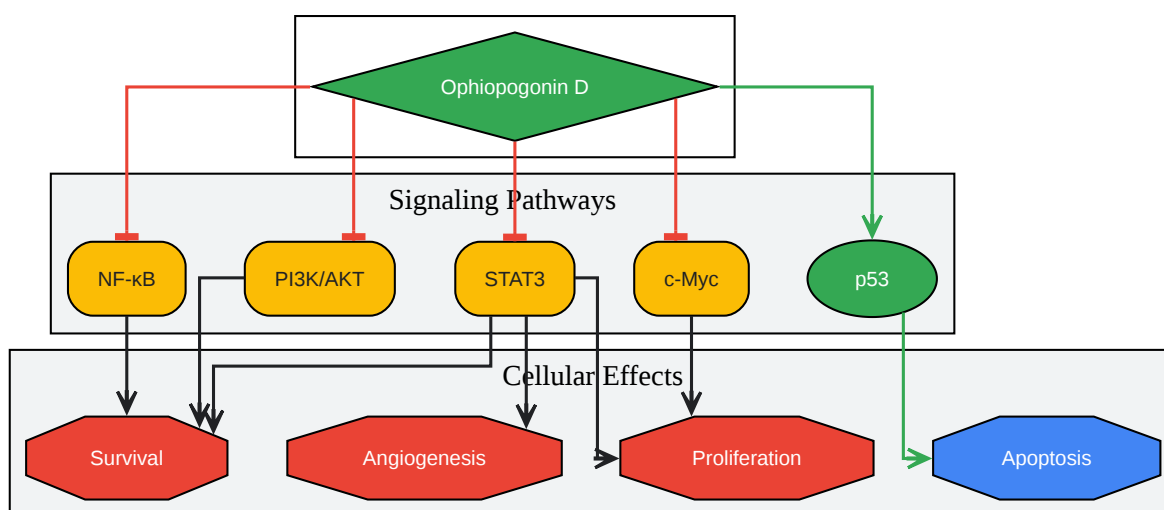 Ophiopogonin D
Signaling Pathways
NF-κB
PI3K/AKT
STAT3
c-Myc
p53
Cellular Effects
Survival
Angiogenesis
Proliferation
Apoptosis